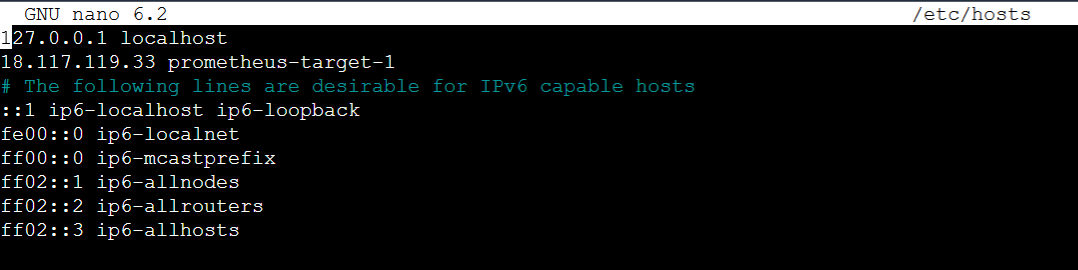 GNU nano 6.2 /etc/hosts
127.0.0.1 localhost
18.117.119.33 prometheus-target-1
# The following lines are desirable for IPv6 capable hosts
::1 ip6-localhost ip6-loopback
fe00::0 ip6-localnet
ff00::0 ip6-mcastprefix
ff02::1 ip6-allnodes
ff02::2 ip6-allrouters
ff02::3 ip6-allhosts